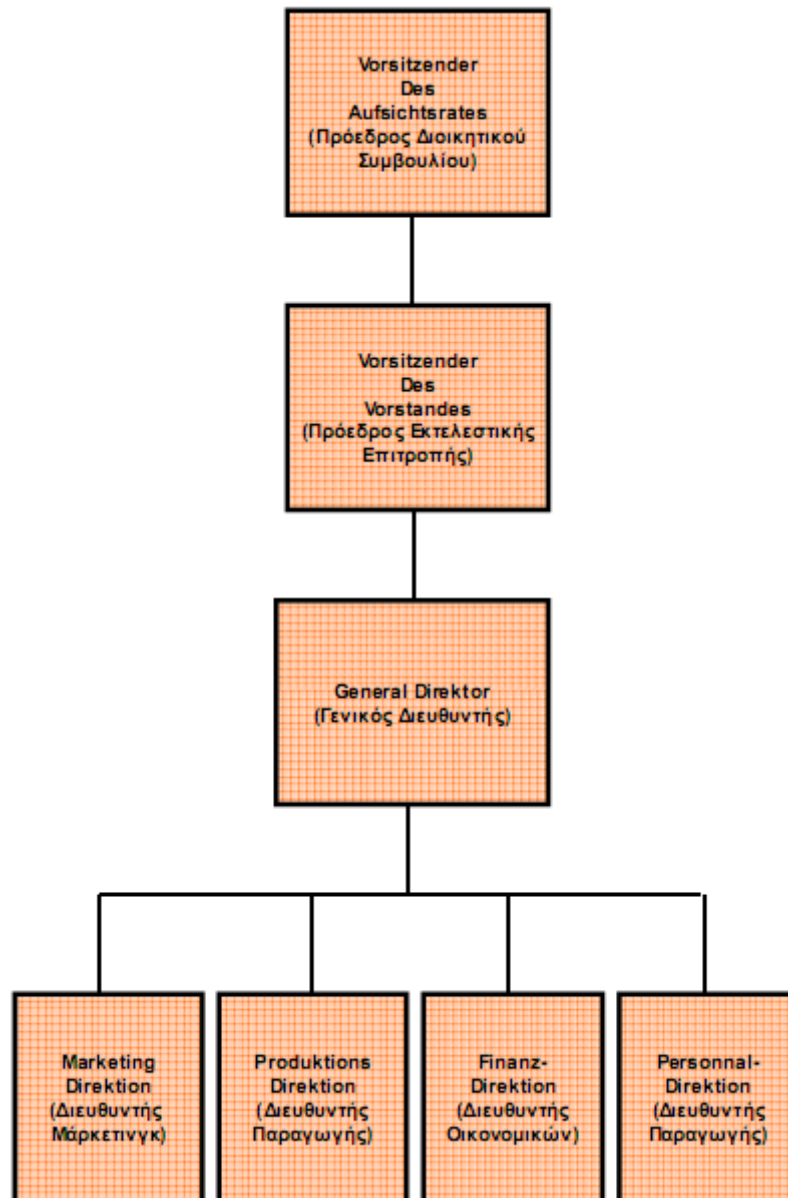 Vorsitzender
Des
Aufsichtsrates
(Πρόεδρος Διοικητικού
Συμβουλίου)
Vorsitzender
Des
Vorstandes
(Πρόεδρος Εκτελεστικής
Επιτροπής)
General Direktor
(Γενικός Διευθυντής)
Marketing
Direktion
(Διευθυντής
Μάρκετινγκ)
Produktions
Direktion
(Διευθυντής
Παραγωγής)
Finanz-
Direktion
(Διευθυντής
Οικονομικών)
Personnal-
Direktion
(Διευθυντής
Παραγωγής)